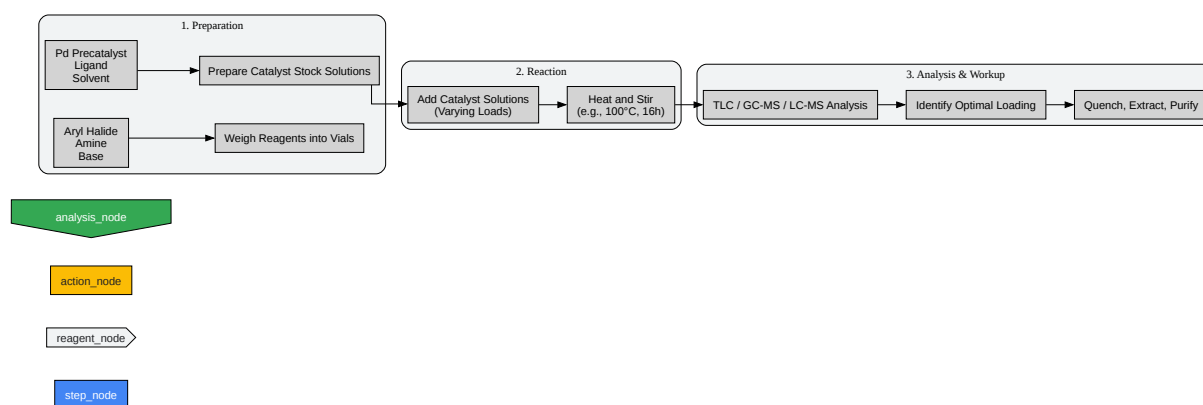 1. Preparation
Pd Precatalyst
Ligand
Solvent
Prepare Catalyst Stock Solutions
Aryl Halide
Amine
Base
Weigh Reagents into Vials
2. Reaction
Add Catalyst Solutions
(Varying Loads)
Heat and Stir
(e.g., 100°C, 16h)
3. Analysis & Workup
TLC / GC-MS / LC-MS Analysis
Identify Optimal Loading
Quench, Extract, Purify
analysis_node
action_node
reagent_node
step_node